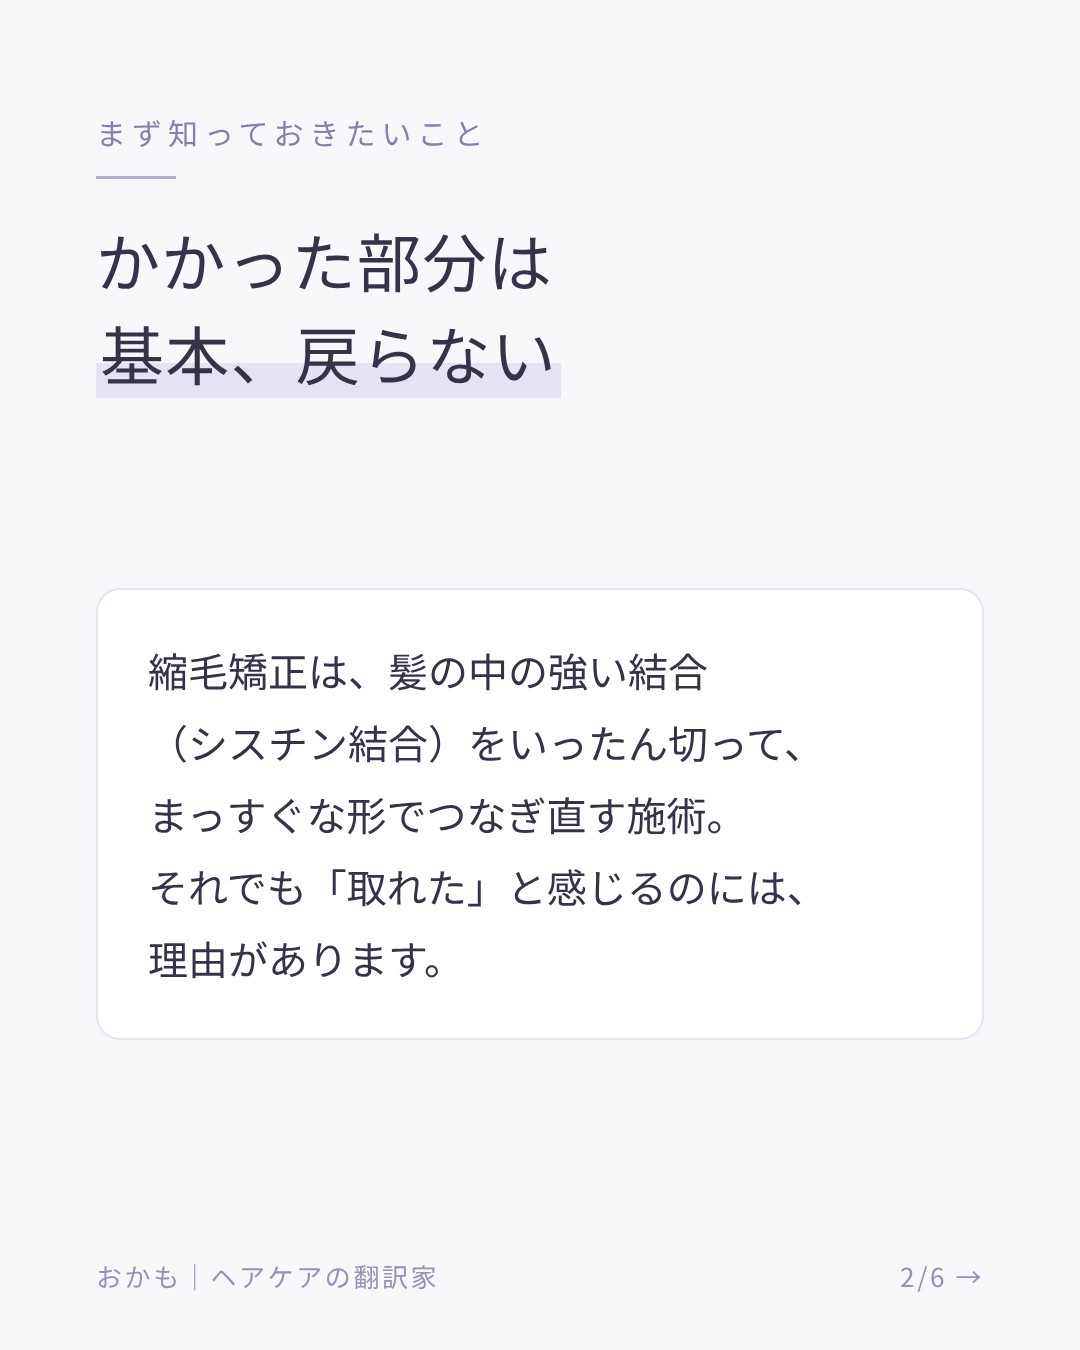 まず知っておきたいこと
かかった部分は
基本、戻らない
縮毛矯正は、髪の中の強い結合
（シスチン結合）をいったん切って、
まっすぐな形でつなぎ直す施術。
それでも「取れた」と感じるのには、
理由があります。
おかも｜ヘアケアの翻訳家
2/6 →